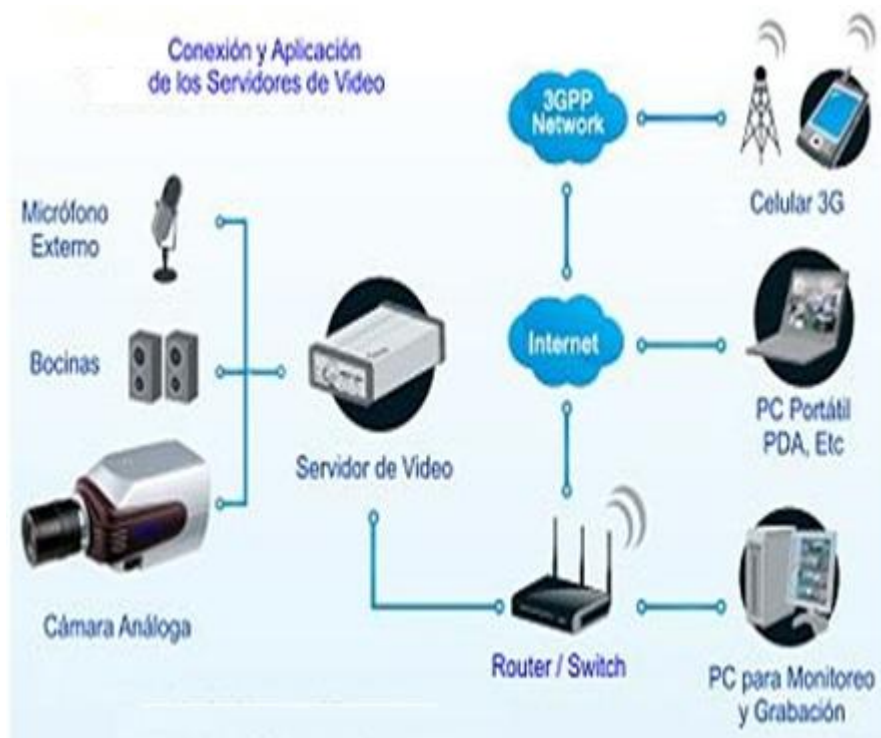 Conexión y Aplicación
de los Servidores de Video
3GPP
Network
Celular 3G
Micrófono
Externo
Bocinas
Servidor de Video
Internet
PC Portátil
PDA, Etc
Cámara Análoga
Router / Switch
PC para Monitoreo
y Grabación